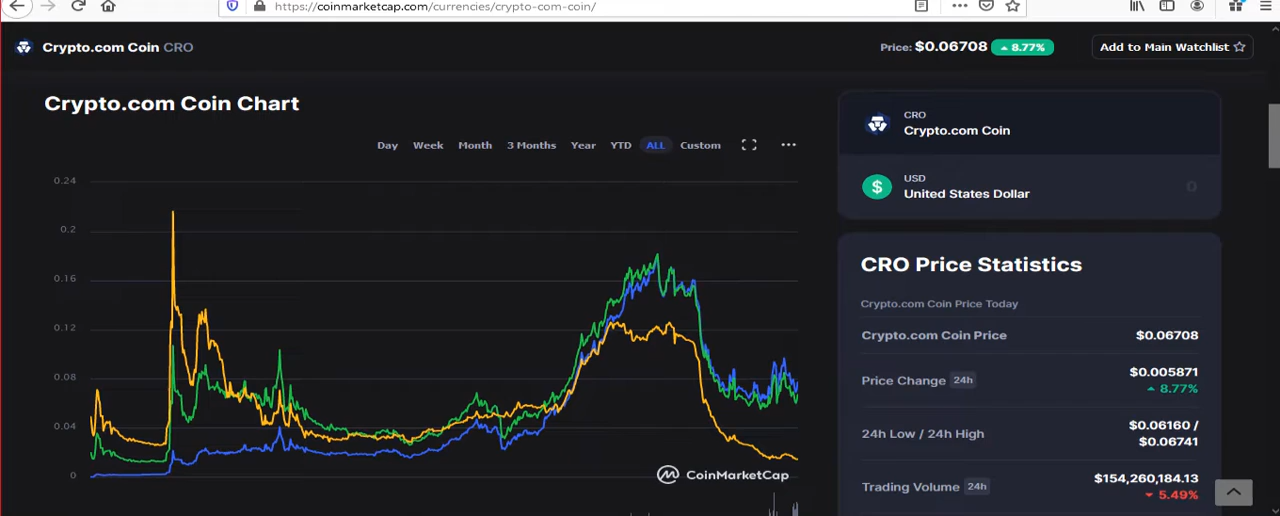 https://coinmarketcap.com/currencies/crypto-com-coin/
Crypto.com Coin CRO
Price: $0.06708 8.77%
Add to Main Watchlist
Crypto.com Coin Chart
Day Week Month 3 Months Year YTD ALL Custom
0.24
0.2
0.16
0.12
0.08
0.04
0
CoinMarketCap
CRO
Crypto.com Coin
$
USD
United States Dollar
0
CRO Price Statistics
Crypto.com Coin Price Today
Crypto.com Coin Price $0.06708
Price Change 24h $0.005871
8.77%
24h Low / 24h High $0.06160 /
$0.06741
Trading Volume 24h $154,260,184.13
5.49%